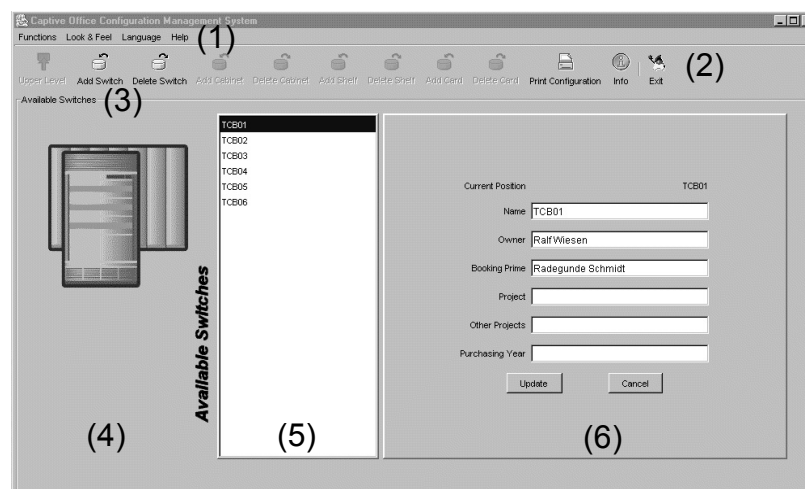 Captive Office Configuration Management System
Functions Look & Feel Language Help (1)
Upper Level Add Switch Delete Switch Add Cabinet Delete Cabinet Add Shelf Delete Shelf Add Card Delete Card Print Configuration Info Exit (2)
Available Switches (3)
TCB01
TCB02
TCB03
TCB04
TCB05
TCB06
Available Switches
Current Position TCB01
Name TCB01
Owner Ralf Wiesen
Booking Prime Radegunde Schmidt
Project
Other Projects
Purchasing Year
Update Cancel
(4) (5) (6)